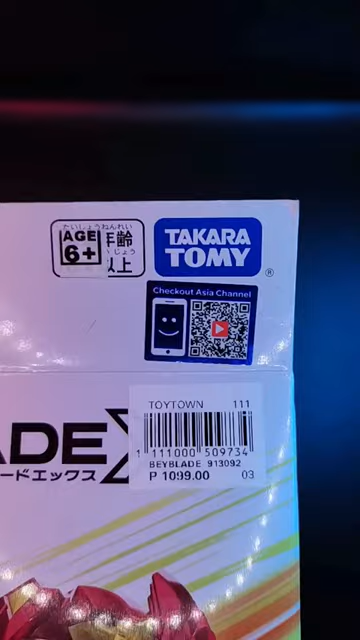 たいしょうねんれい
AGE 年齢
6+ 以上
いじょう
TAKARA
TOMY
®
Checkout Asia Channel
TOYTOWN 111
1 111000 509734
BEYBLADE 913092
₱ 1099.00 03
ADE X
ードエックス